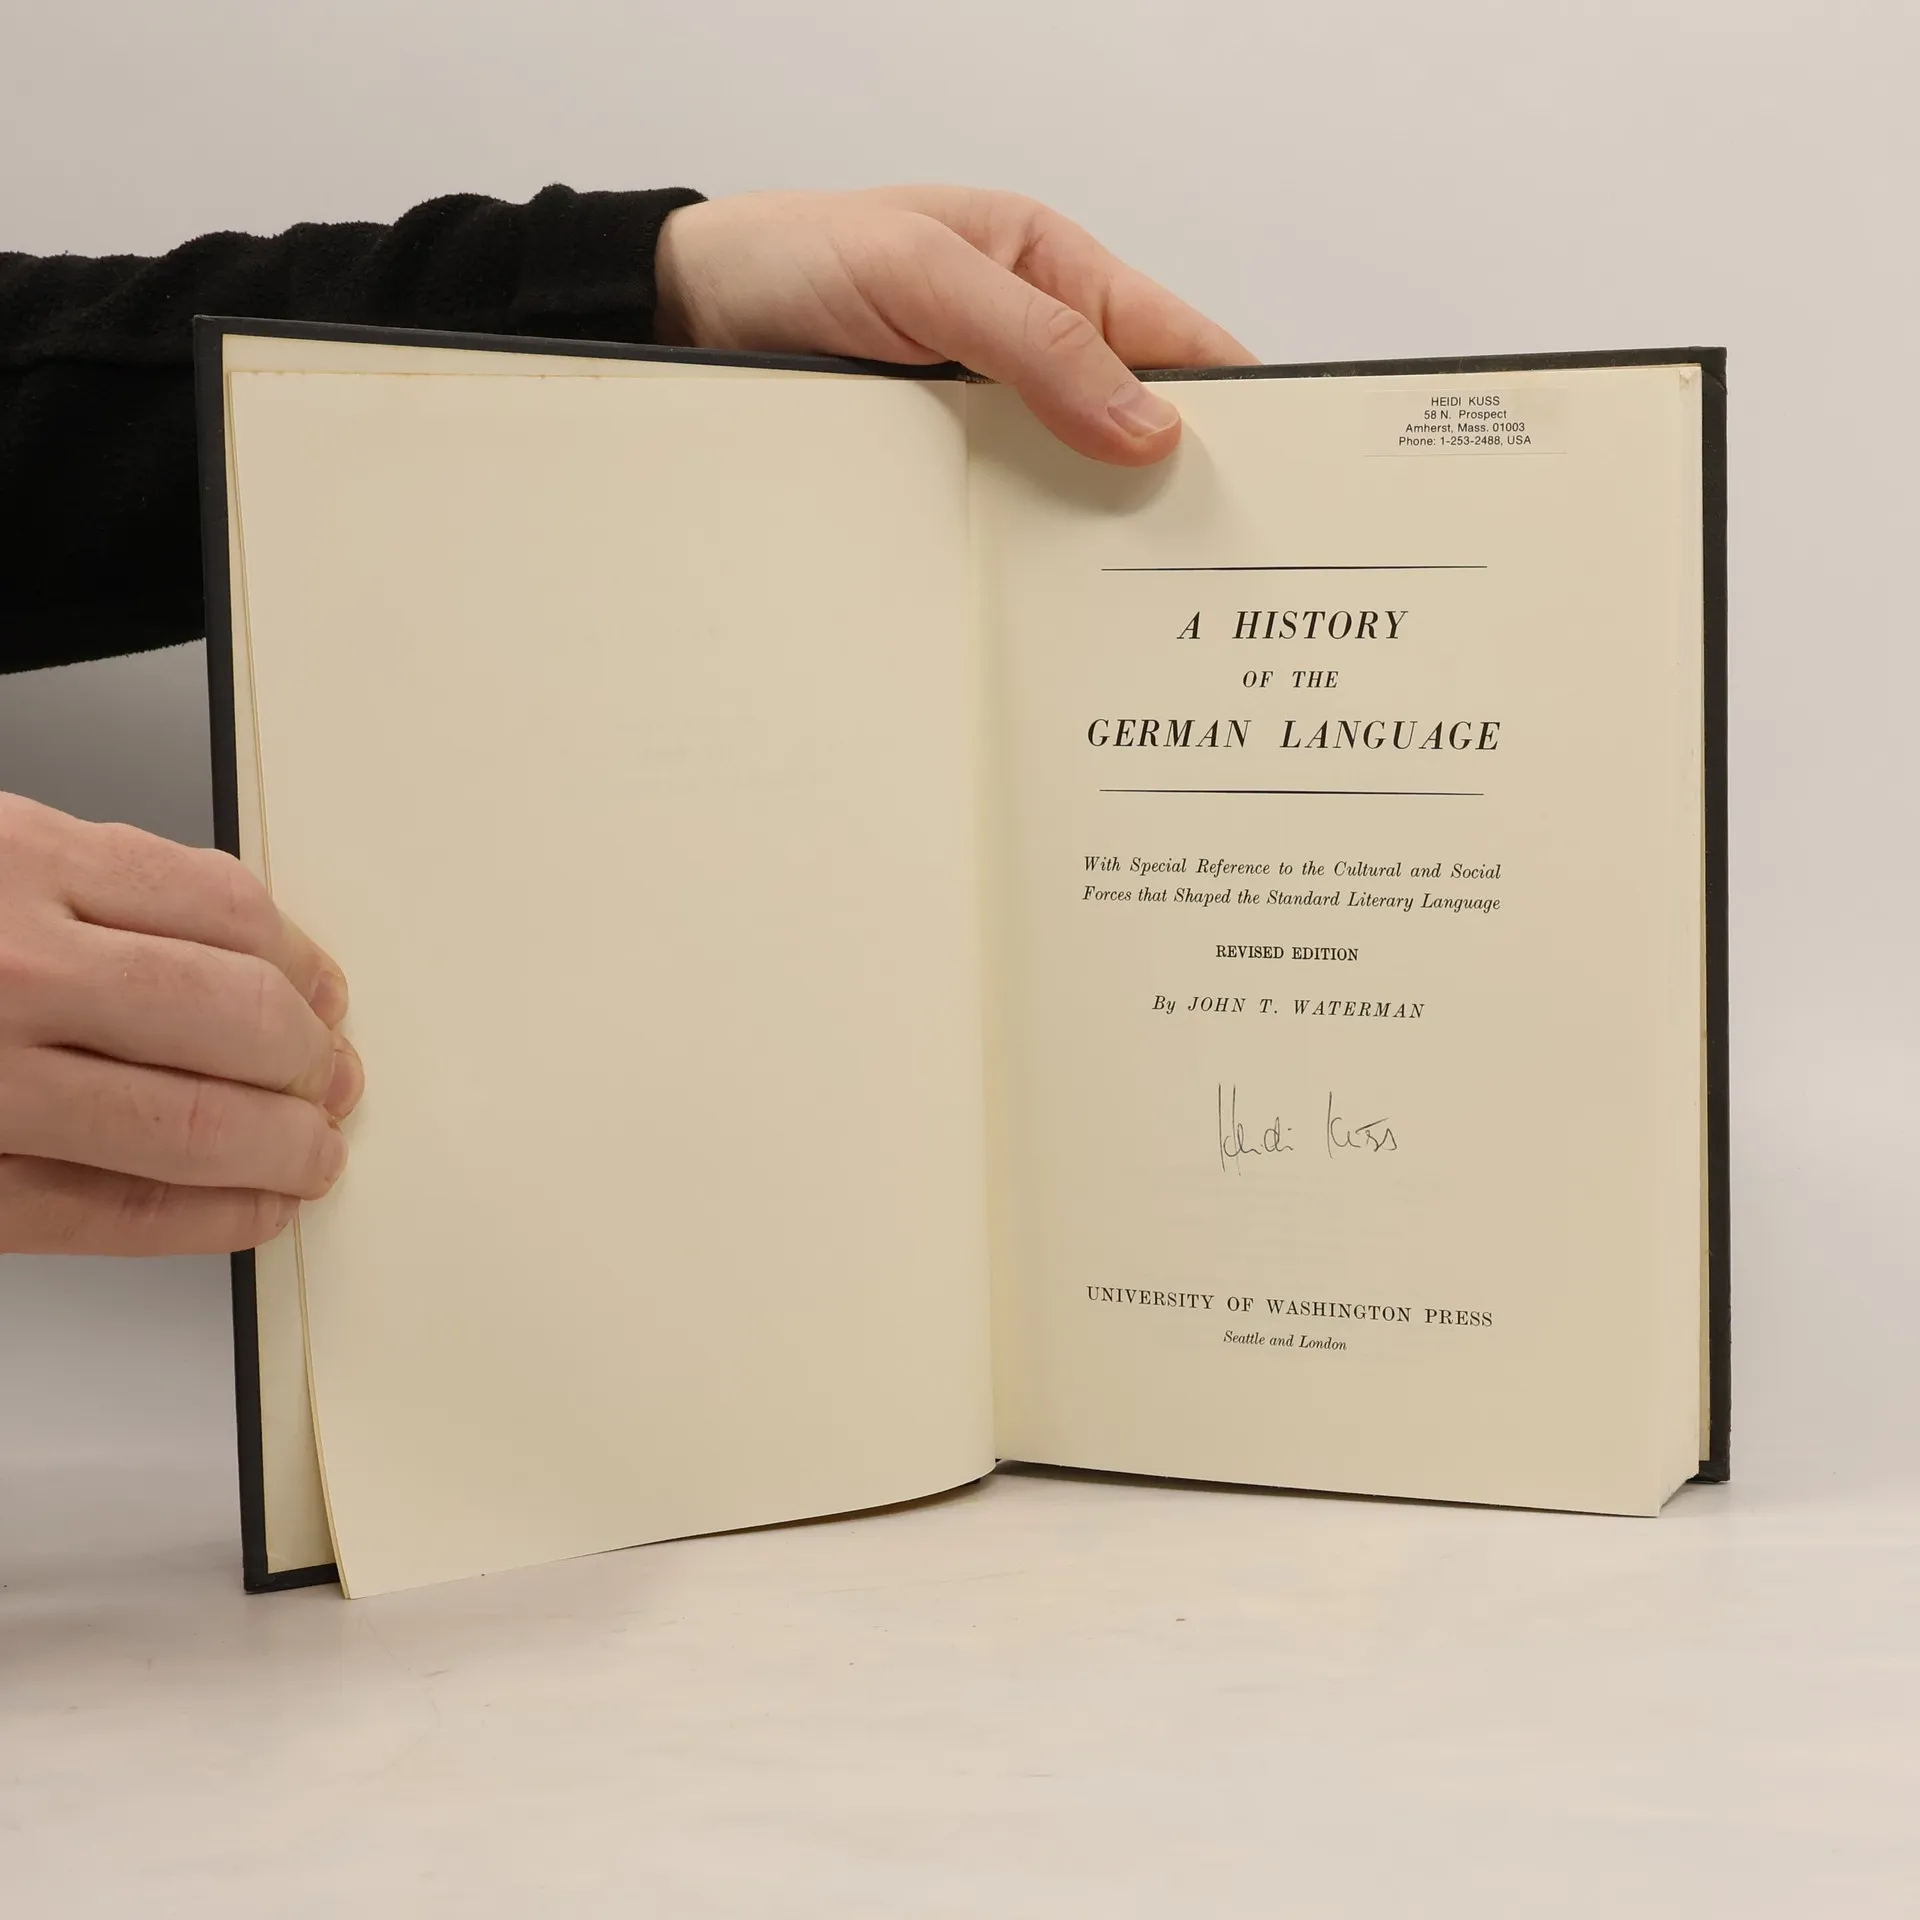 HEIDI KUSS
58 N. Prospect
Amherst, Mass. 01003
Phone: 1-253-2488, USA
A HISTORY
OF THE
GERMAN LANGUAGE
With Special Reference to the Cultural and Social
Forces that Shaped the Standard Literary Language
REVISED EDITION
By JOHN T. WATERMAN
Heidi Kuss
UNIVERSITY OF WASHINGTON PRESS
Seattle and London